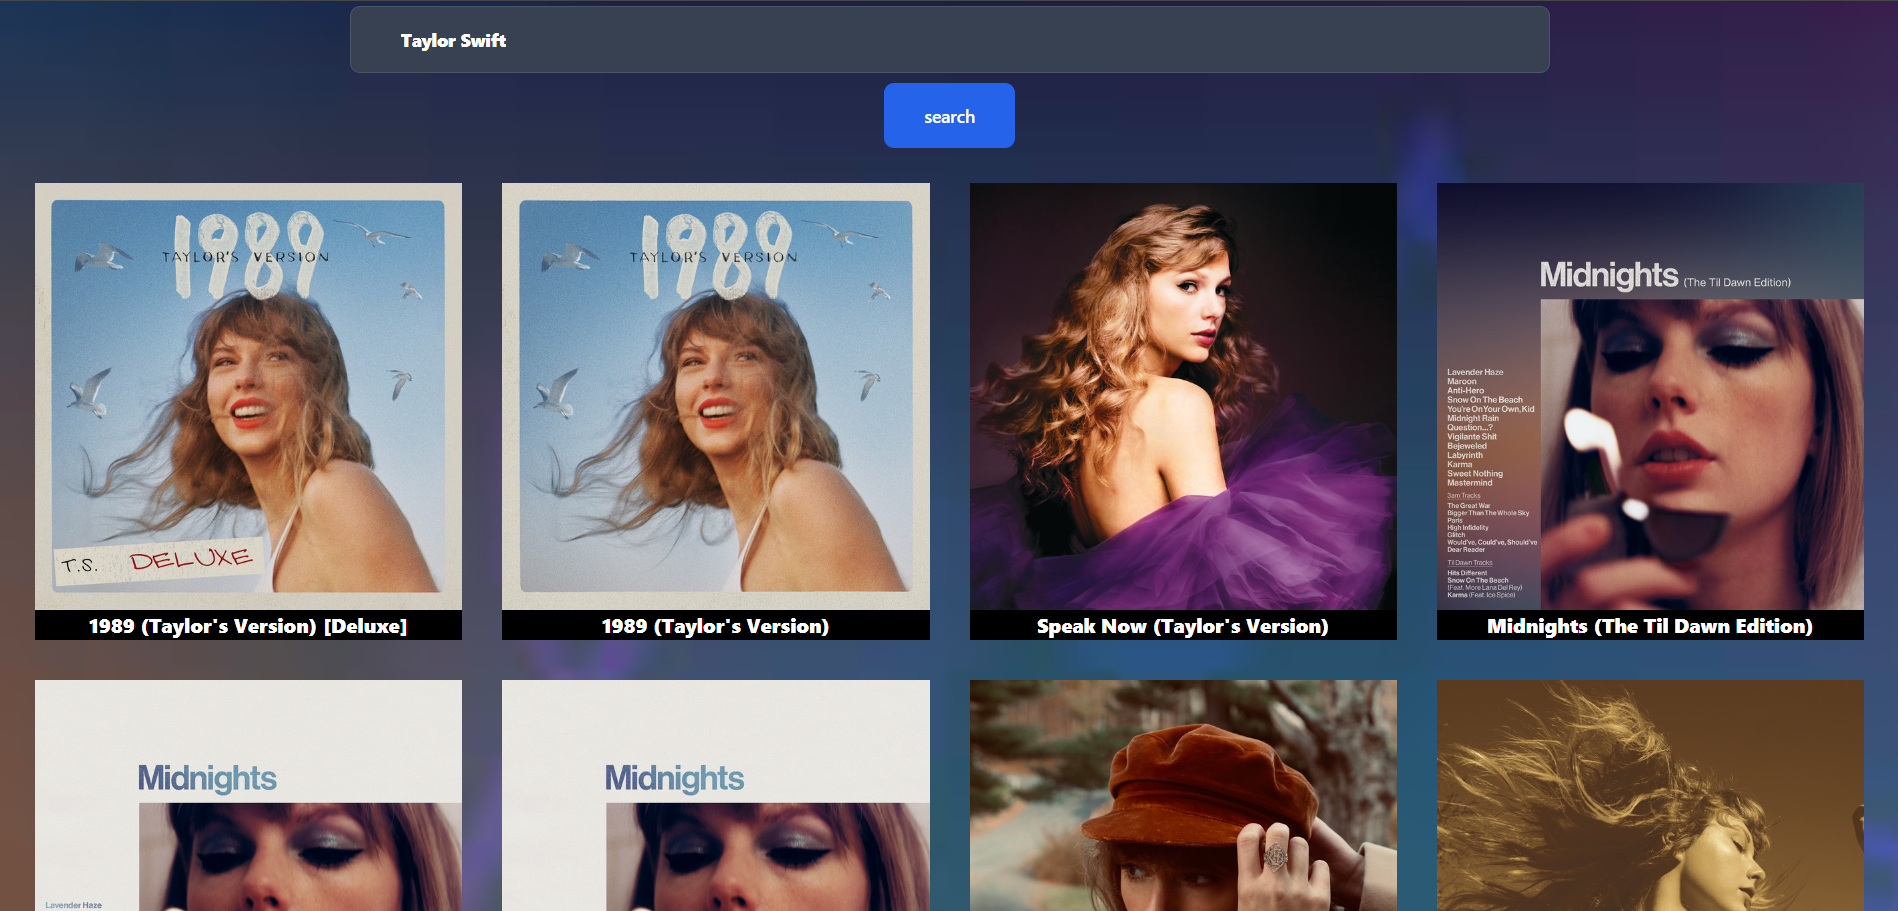 Taylor Swift
search
1989
TAYLOR'S VERSION
T.S. DELUXE
1989 (Taylor's Version) [Deluxe]
1989
TAYLOR'S VERSION
1989 (Taylor's Version)
Speak Now (Taylor's Version)
Midnights (The Til Dawn Edition)
Lavender Haze
Maroon
Anti-Hero
Snow On The Beach
You're On Your Own, Kid
Midnight Rain
Question...?
Vigilante Shit
Bejeweled
Labyrinth
Karma
Sweet Nothing
Mastermind
3am Tracks
The Great War
Bigger Than The Whole Sky
Paris
High Infidelity
Glitch
Would've, Could've, Should've
Dear Reader
Til Dawn Tracks
Hits Different
Snow On The Beach
(Feat. More Lana Del Rey)
Karma (Feat. Ice Spice)
Midnights (The Til Dawn Edition)
Midnights
Lavender Haze
Midnights